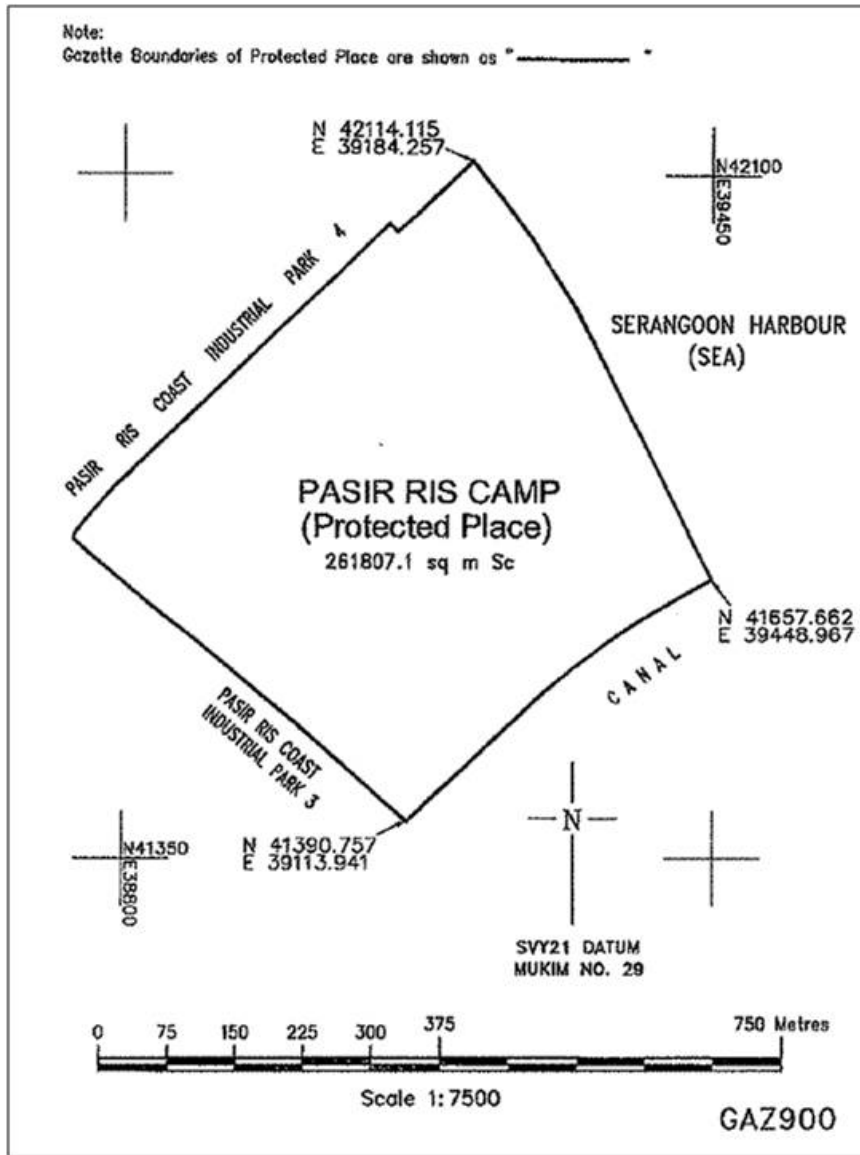 Note:
Gazette Boundaries of Protected Place are shown as " "
N 42114.115
E 39184.257
N42100
E39450
PASIR RIS COAST INDUSTRIAL PARK 4
SERANGOON HARBOUR
(SEA)
PASIR RIS CAMP
(Protected Place)
261807.1 sq m Sc
N 41657.662
E 39448.967
CANAL
PASIR RIS COAST
INDUSTRIAL PARK 3
N 41390.757
E 39113.941
N41350
E38800
N
SVY21 DATUM
MUKIM NO. 29
0 75 150 225 300 375 750 Metres
Scale 1:7500
GAZ900